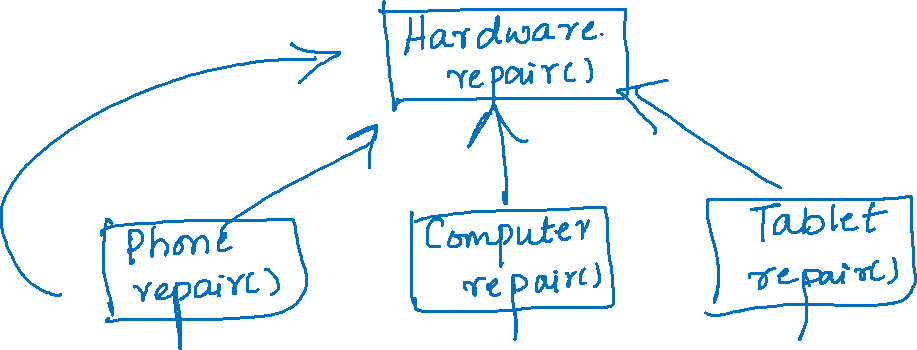 Hardware.
repair()
Phone
repair()
Computer
repair()
Tablet
repair()